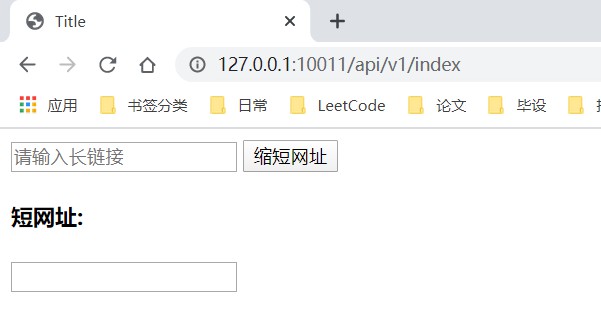 Title
127.0.0.1:10011/api/v1/index
应用 书签分类 日常 LeetCode 论文 毕设
请输入长链接 缩短网址
短网址: